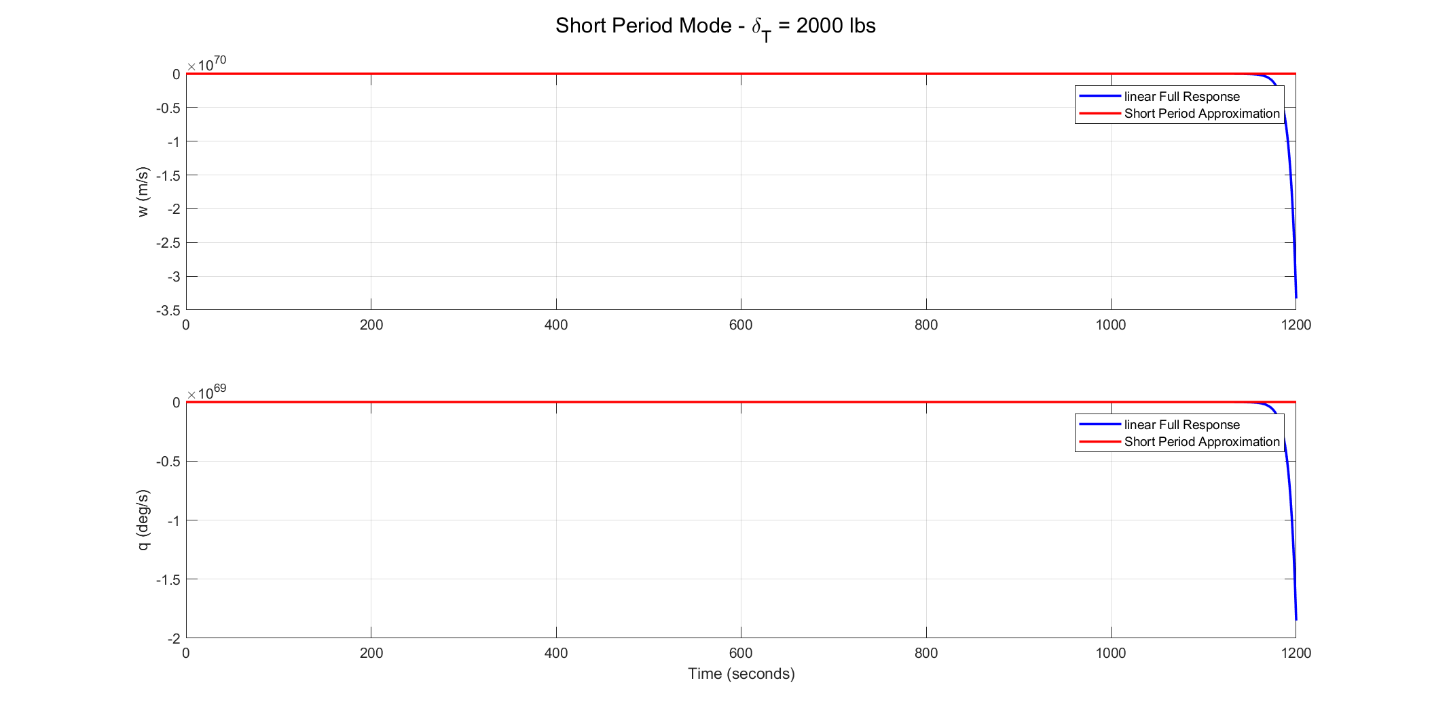 Short Period Mode - δT = 2000 lbs
×10^70
0
-0.5
-1
-1.5
-2
-2.5
-3
-3.5
w (m/s)
linear Full Response
Short Period Approximation
0 200 400 600 800 1000 1200
×10^69
0
-0.5
-1
-1.5
-2
q (deg/s)
linear Full Response
Short Period Approximation
0 200 400 600 800 1000 1200
Time (seconds)